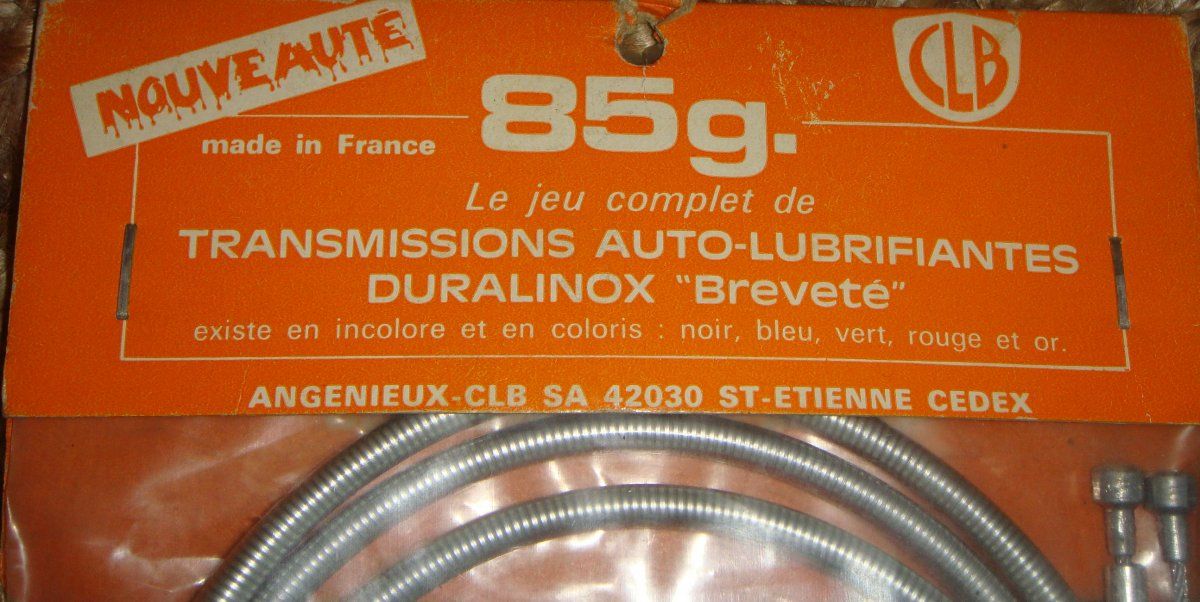 NOUVEAUTÉ
CLB
85g.
made in France
Le jeu complet de
TRANSMISSIONS AUTO-LUBRIFIANTES
DURALINOX "Breveté"
existe en incolore et en coloris : noir, bleu, vert, rouge et or.
ANGENIEUX-CLB SA 42030 ST-ETIENNE CEDEX